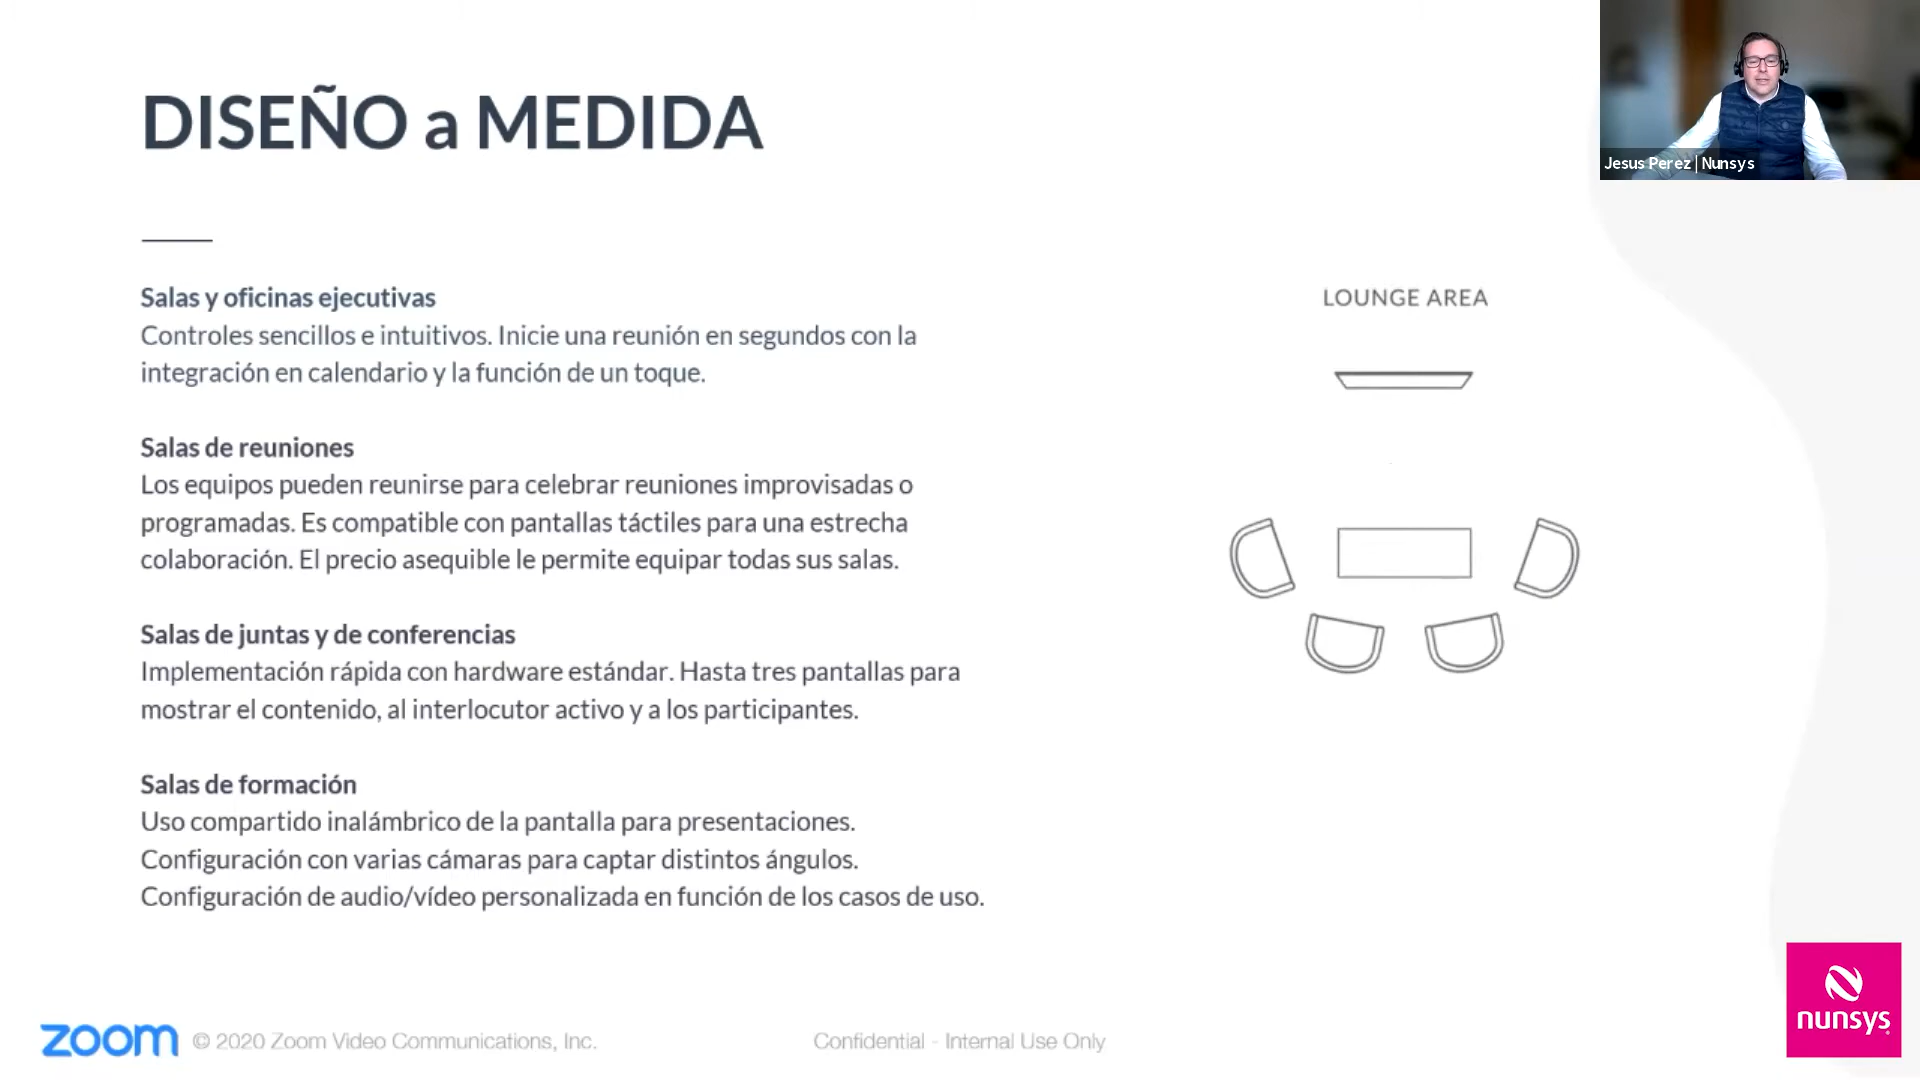 DISEÑO a MEDIDA
Jesus Perez | Nunsys
Salas y oficinas ejecutivas
Controles sencillos e intuitivos. Inicie una reunión en segundos con la
integración en calendario y la función de un toque.
Salas de reuniones
Los equipos pueden reunirse para celebrar reuniones improvisadas o
programadas. Es compatible con pantallas táctiles para una estrecha
colaboración. El precio asequible le permite equipar todas sus salas.
Salas de juntas y de conferencias
Implementación rápida con hardware estándar. Hasta tres pantallas para
mostrar el contenido, al interlocutor activo y a los participantes.
Salas de formación
Uso compartido inalámbrico de la pantalla para presentaciones.
Configuración con varias cámaras para captar distintos ángulos.
Configuración de audio/vídeo personalizada en función de los casos de uso.
LOUNGE AREA
zoom © 2020 Zoom Video Communications, Inc.
Confidential - Internal Use Only
nunsys